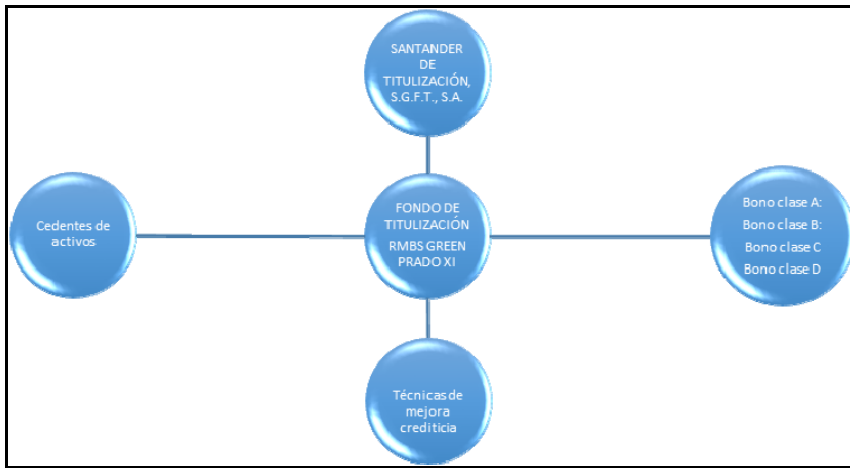 SANTANDER
DE
TITULIZACIÓN,
S.G.F.T., S.A.
Cedentes de
activos
FONDO DE
TITULIZACIÓN
RMBS GREEN
PRADO XI
Bono clase A:
Bono clase B:
Bono clase C
Bono clase D
Técnicas de
mejora
crediticia